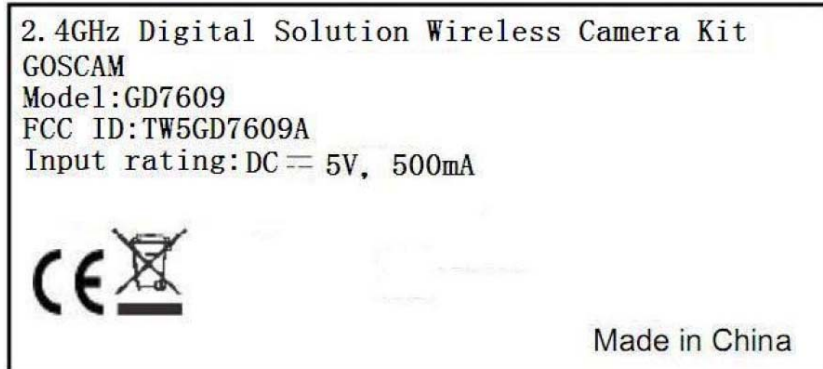 2.4GHz Digital Solution Wireless Camera Kit
GOSCAM
Model:GD7609
FCC ID:TW5GD7609A
Input rating:DC ⎓ 5V, 500mA
CE
Made in China